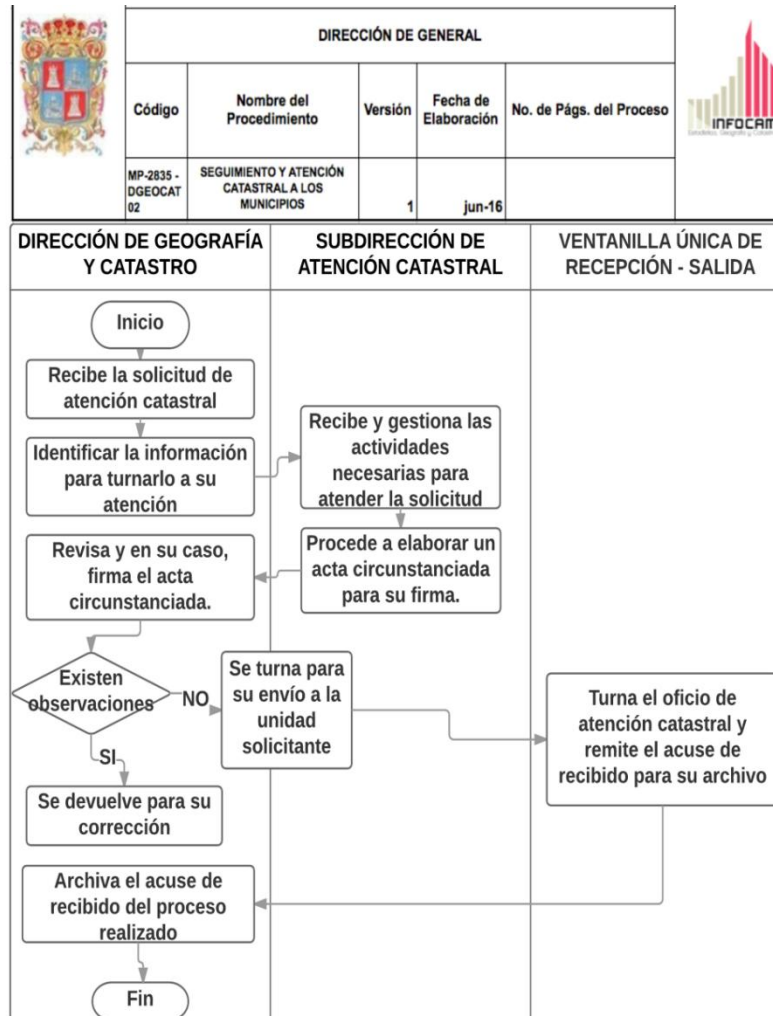 DIRECCIÓN DE GENERAL
Código
Nombre del
Procedimiento
Versión
Fecha de
Elaboración
No. de Págs. del Proceso
MP-2835 -
DGEOCAT
02
SEGUIMIENTO Y ATENCIÓN
CATASTRAL A LOS
MUNICIPIOS
1
jun-16
INFOCAM
DIRECCIÓN DE GEOGRAFÍA
Y CATASTRO
SUBDIRECCIÓN DE
ATENCIÓN CATASTRAL
VENTANILLA ÚNICA DE
RECEPCIÓN - SALIDA
Inicio
Recibe la solicitud de
atención catastral
Identificar la información
para turnarlo a su
atención
Recibe y gestiona las
actividades
necesarias para
atender la solicitud
Procede a elaborar un
acta circunstanciada
para su firma.
Revisa y en su caso,
firma el acta
circunstanciada.
Existen
observaciones
NO
SI
Se turna para
su envío a la
unidad
solicitante
Turna el oficio de
atención catastral y
remite el acuse de
recibido para su archivo
Se devuelve para su
corrección
Archiva el acuse de
recibido del proceso
realizado
Fin